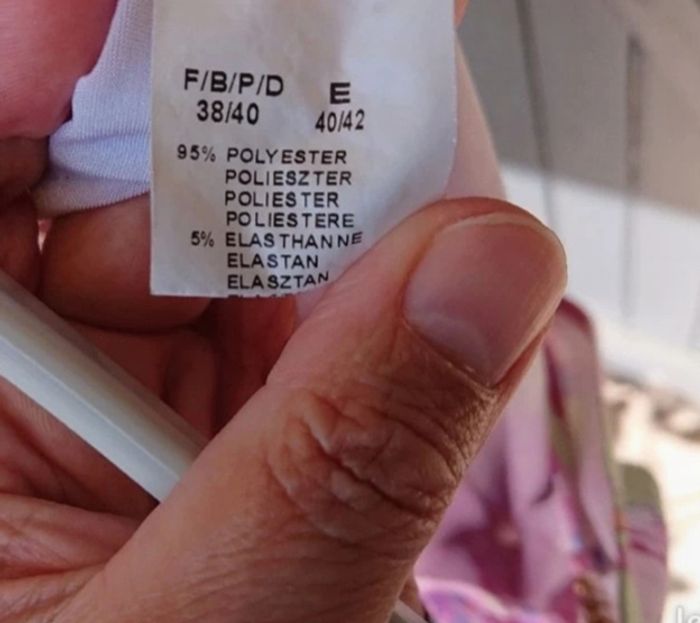 F/B/P/D E
38/40 40/42
95% POLYESTER
POLIESZTER
POLIESTER
POLIESTERE
5% ELASTHANNE
ELASTAN
ELASZTAN